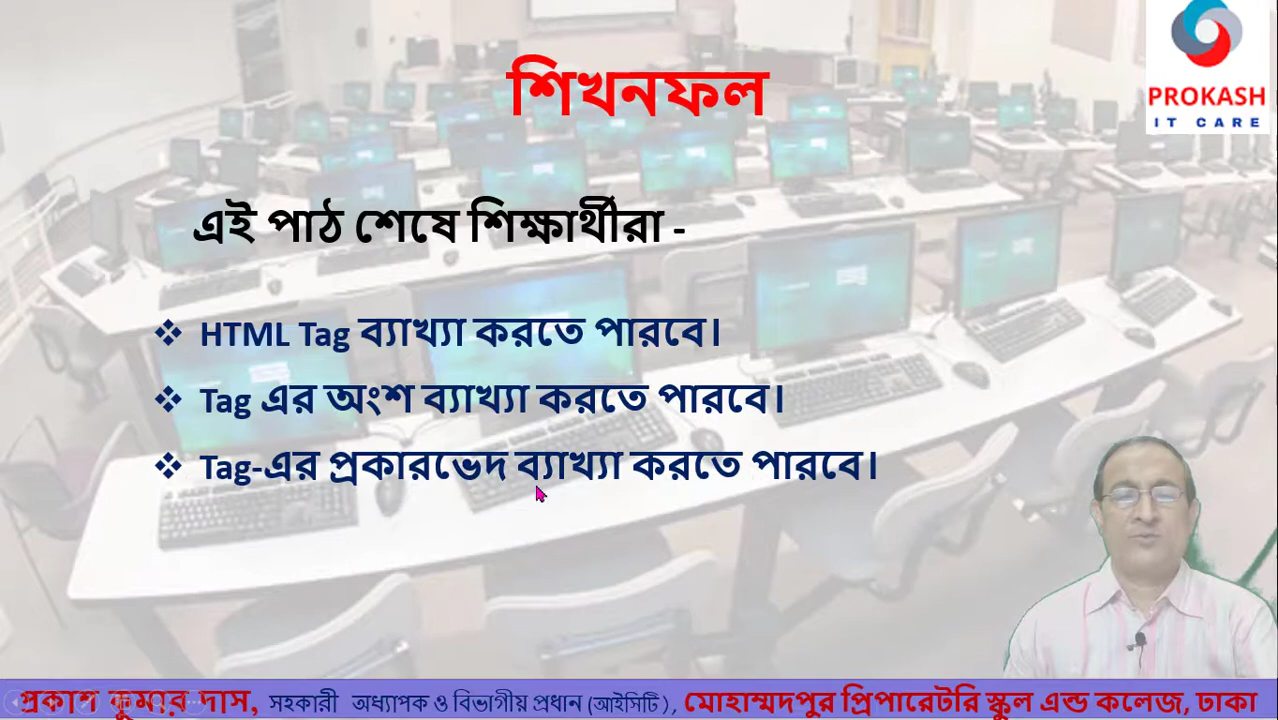 PROKASH
IT CARE
শিখনফল
এই পাঠ শেষে শিক্ষার্থীরা -
❖ HTML Tag ব্যাখ্যা করতে পারবে।
❖ Tag এর অংশ ব্যাখ্যা করতে পারবে।
❖ Tag-এর প্রকারভেদ ব্যাখ্যা করতে পারবে।
প্রকাশ কুমার দাস, সহকারী অধ্যাপক ও বিভাগীয় প্রধান (আইসিটি), মোহাম্মদপুর প্রিপারেটরি স্কুল এন্ড কলেজ, ঢাকা